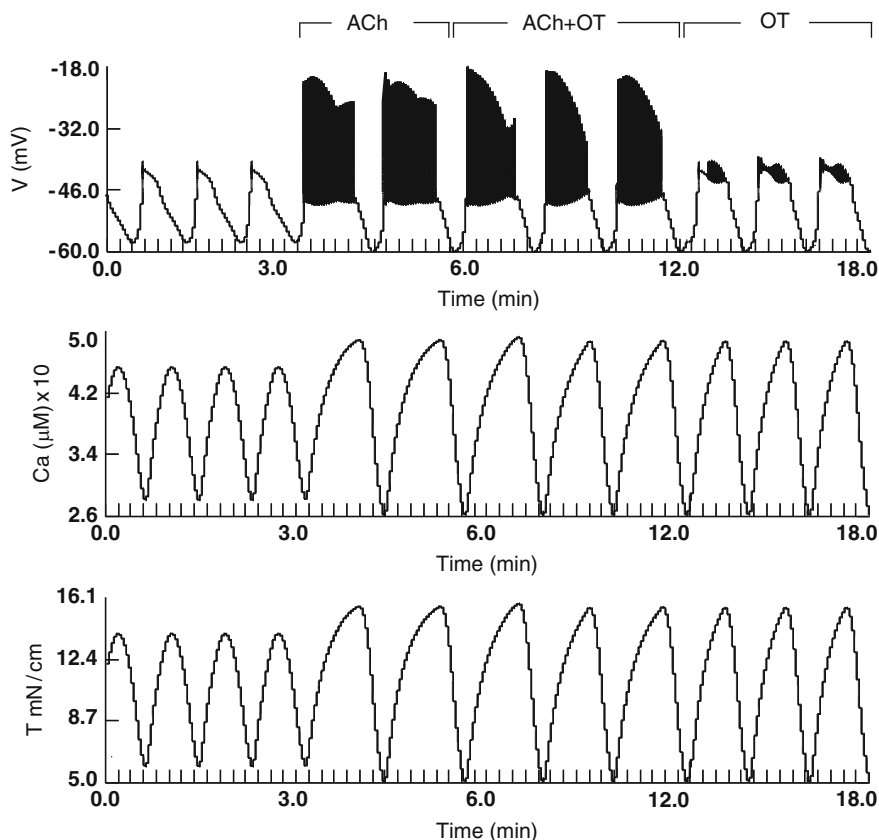 ACh ACh+OT OT
-18.0
-32.0
-46.0
-60.0
V (mV)
0.0 3.0 6.0 12.0 18.0
Time (min)
5.0
4.2
3.4
2.6
Ca (μM) x 10
0.0 3.0 6.0 12.0 18.0
Time (min)
16.1
12.4
8.7
5.0
T mN/cm
0.0 3.0 6.0 12.0 18.0
Time (min)